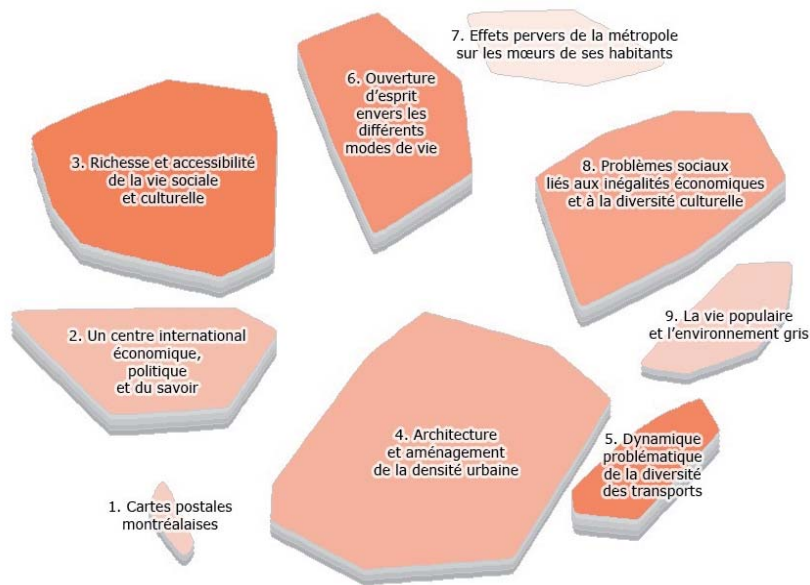 7. Effets pervers de la métropole
sur les mœurs de ses habitants
6. Ouverture
d'esprit
envers les
différents
modes de vie
3. Richesse et accessibilité
de la vie sociale
et culturelle
8. Problèmes sociaux
liés aux inégalités économiques
et à la diversité culturelle
9. La vie populaire
et l'environnement gris
2. Un centre international
économique,
politique
et du savoir
4. Architecture
et aménagement
de la densité urbaine
5. Dynamique
problématique
de la diversité
des transports
1. Cartes postales
montréalaises